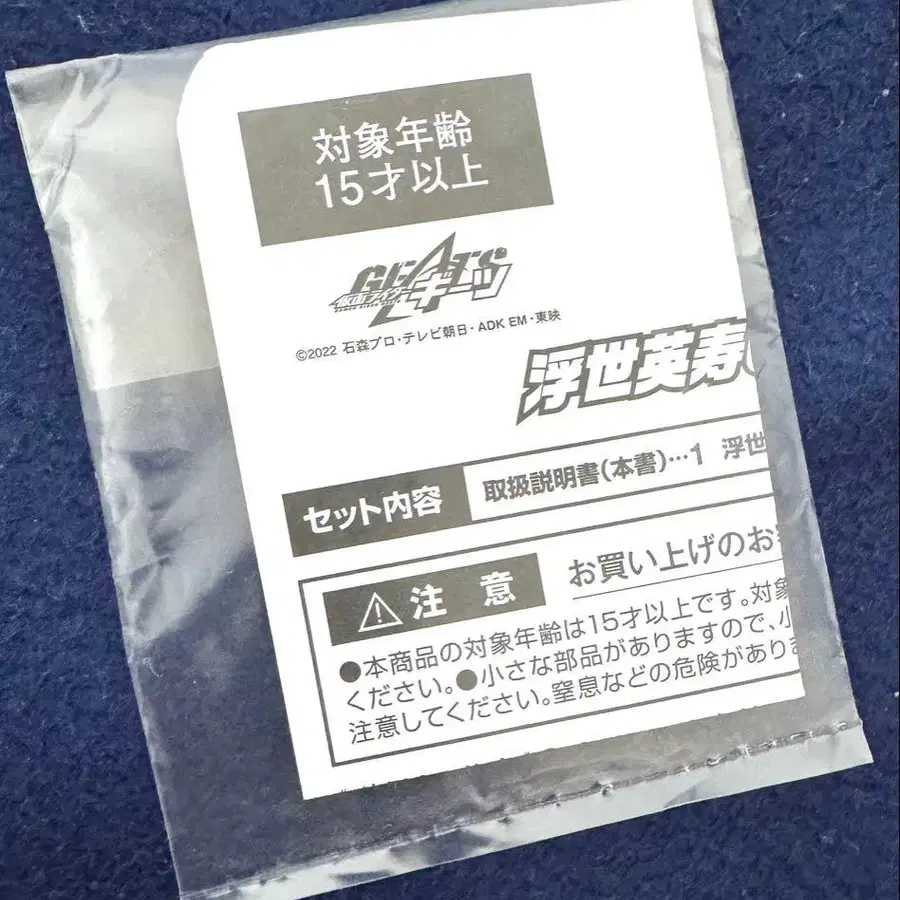 対象年齢
15才以上
GEATS
仮面ライダー
ギーツ
©2022 石森プロ・テレビ朝日・ADK EM・東映
浮世英寿
セット内容 取扱説明書(本書)…1 浮世
⚠注意 お買い上げのお
●本商品の対象年齢は15才以上です。対象
ください。●小さな部品がありますので、小
注意してください。窒息などの危険があり